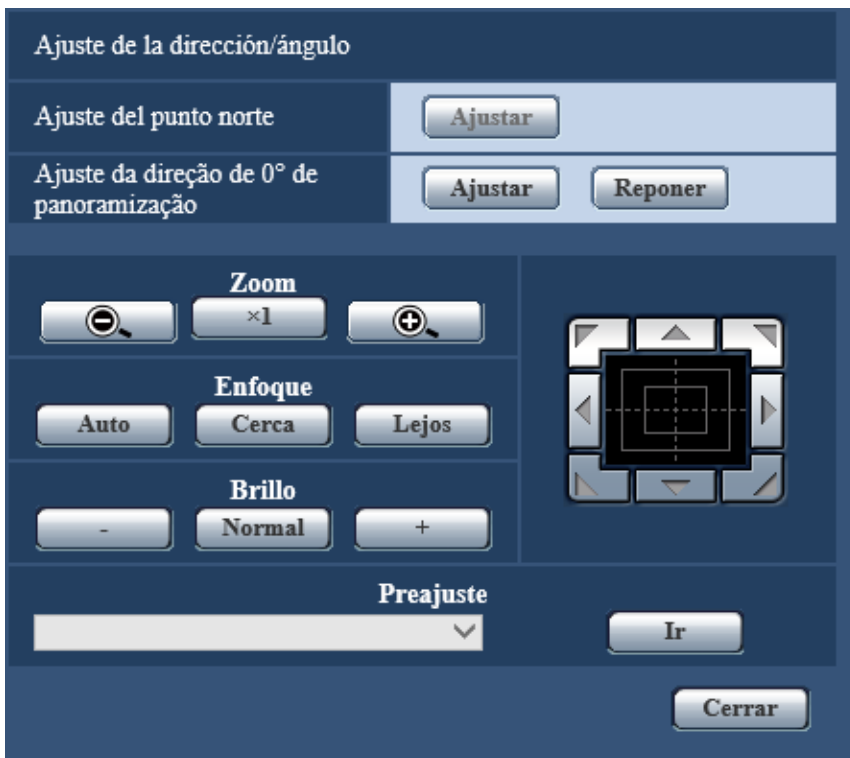 Ajuste de la dirección/ángulo
Ajuste del punto norte
Ajustar
Ajuste da direção de 0° de
panoramização
Ajustar Reponer
Zoom
×1
Enfoque
Auto Cerca Lejos
Brillo
- Normal +
Preajuste
Ir
Cerrar